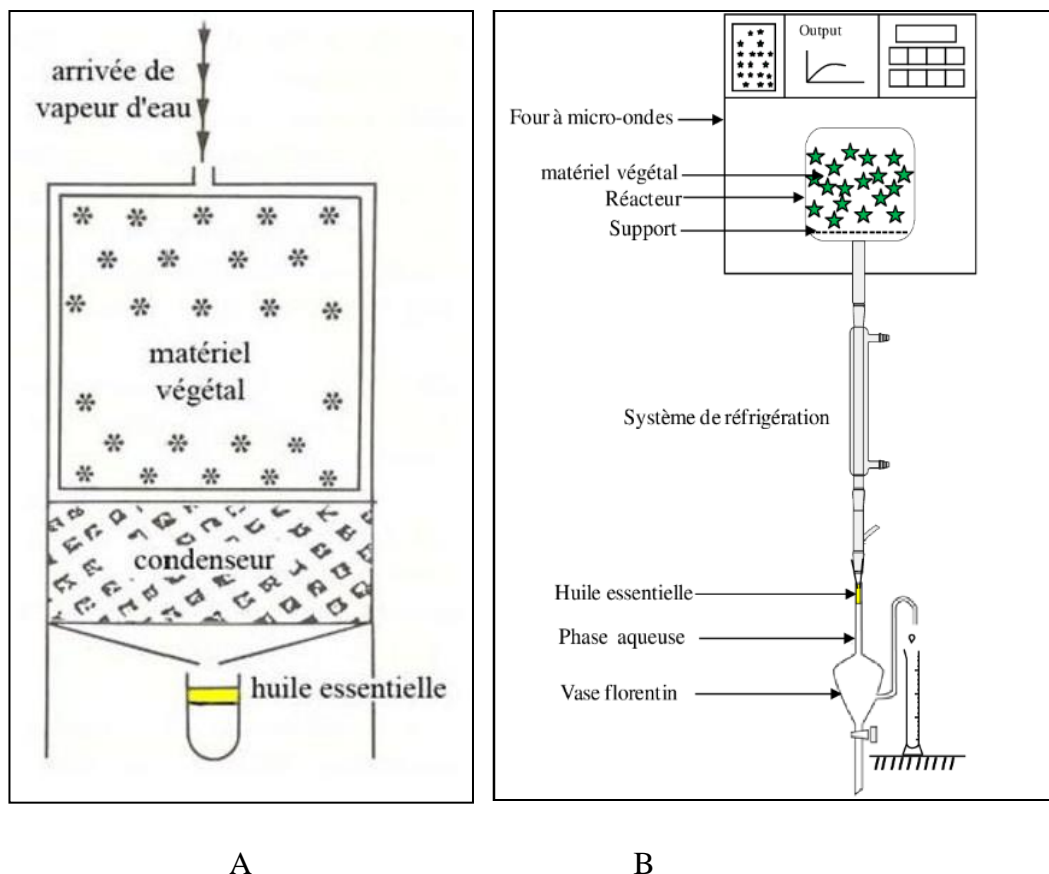 arrivée de
vapeur d'eau
matériel
végétal
condenseur
huile essentielle
A
Output
Four à micro-ondes
matériel végétal
Réacteur
Support
Système de réfrigération
Huile essentielle
Phase aqueuse
Vase florentin
B